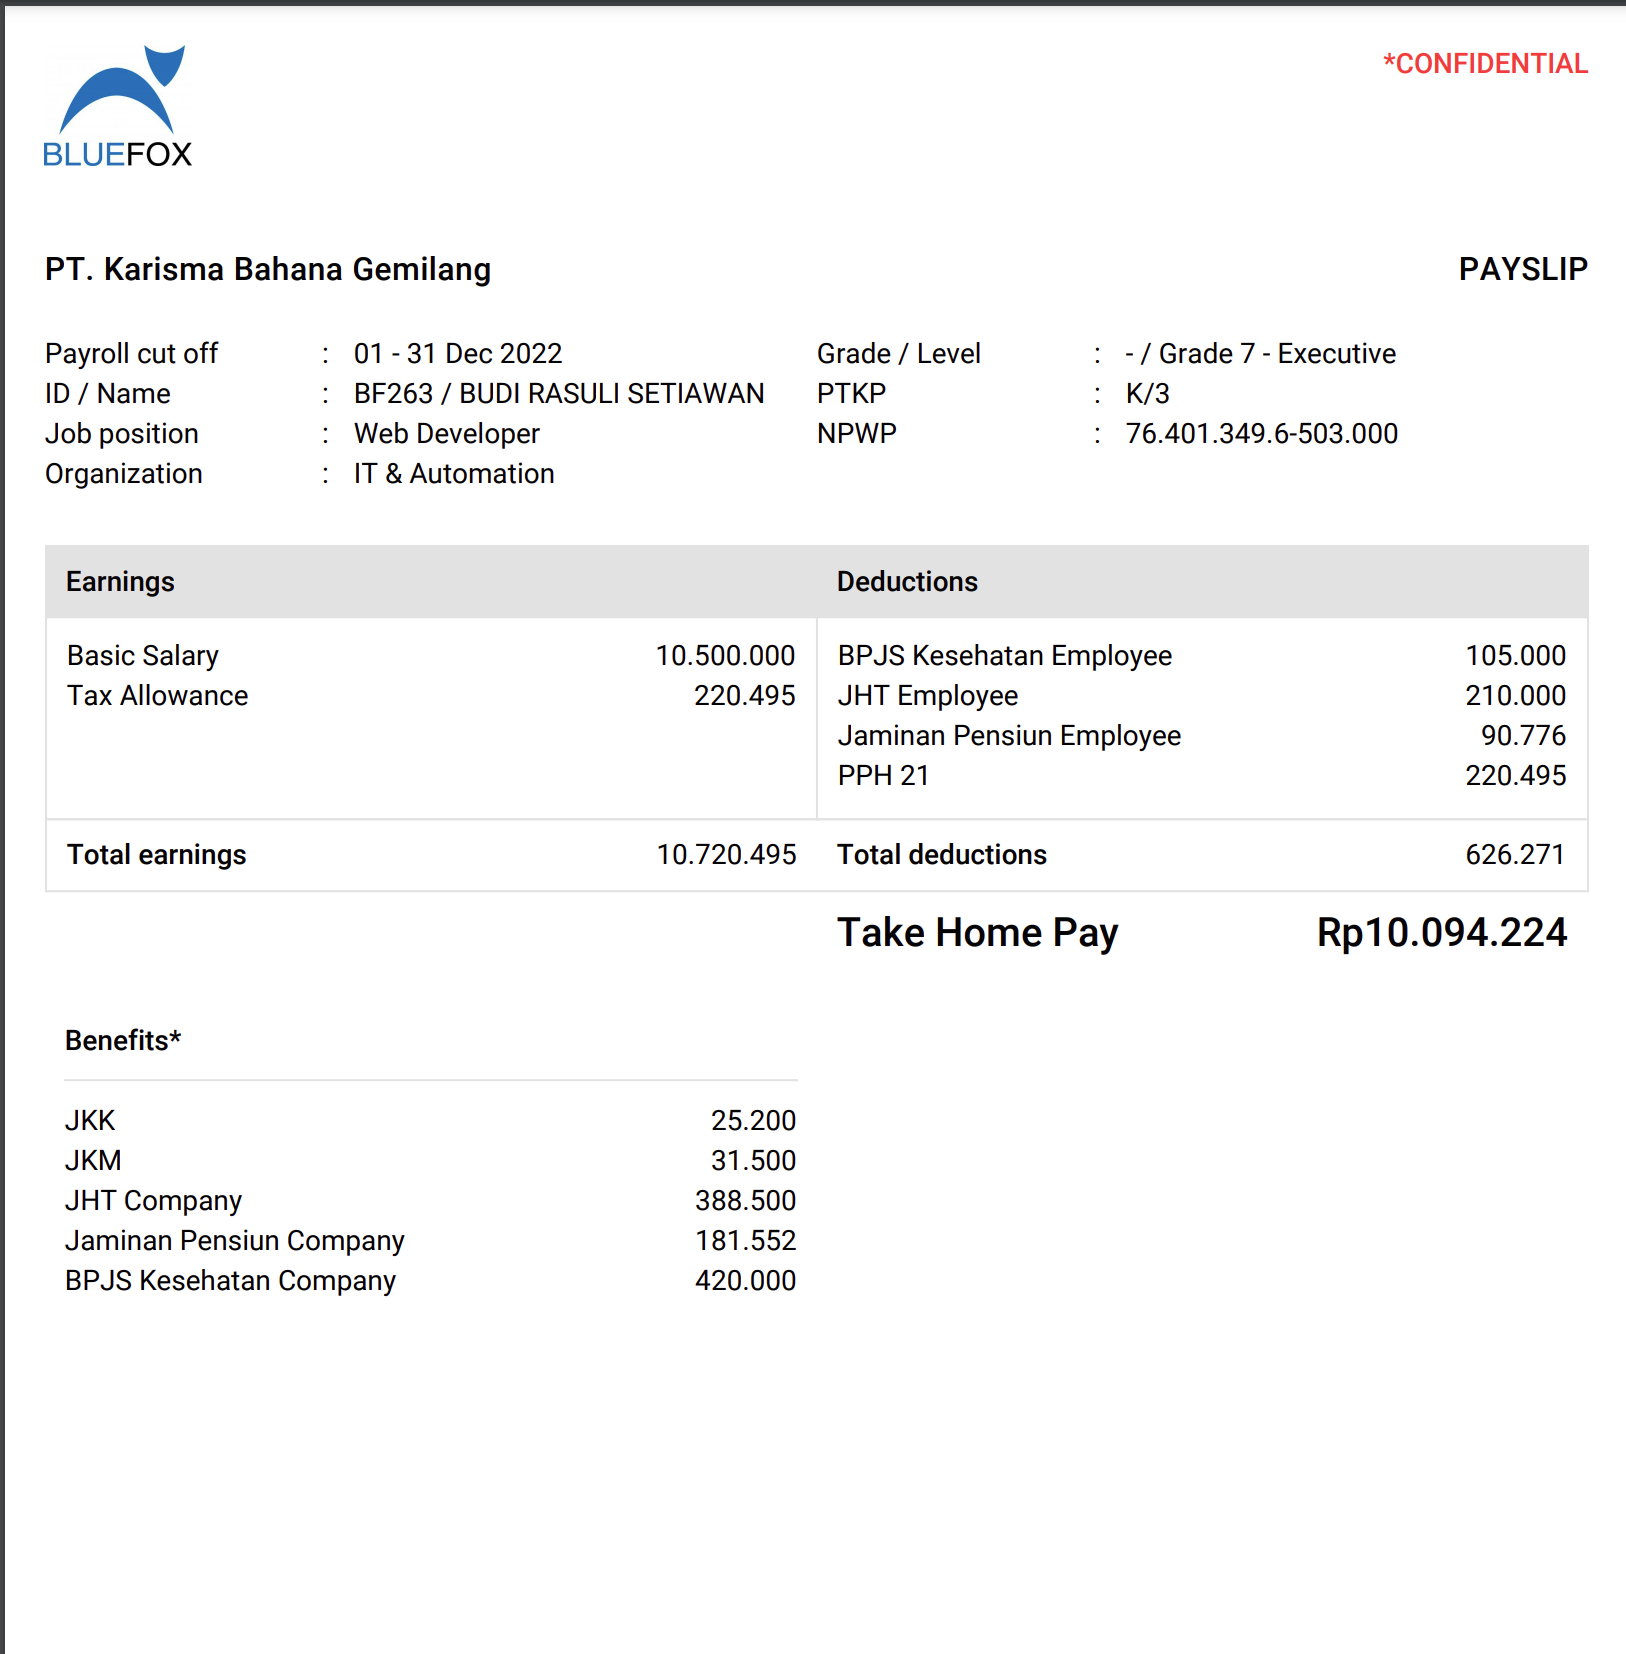 BLUEFOX
*CONFIDENTIAL
PT. Karisma Bahana Gemilang
PAYSLIP
Payroll cut off : 01 - 31 Dec 2022
ID / Name : BF263 / BUDI RASULI SETIAWAN
Job position : Web Developer
Organization : IT & Automation
Grade / Level : - / Grade 7 - Executive
PTKP : K/3
NPWP : 76.401.349.6-503.000
Earnings
Basic Salary 10.500.000
Tax Allowance 220.495
Total earnings 10.720.495
Deductions
BPJS Kesehatan Employee 105.000
JHT Employee 210.000
Jaminan Pensiun Employee 90.776
PPH 21 220.495
Total deductions 626.271
Take Home Pay Rp10.094.224
Benefits*
JKK 25.200
JKM 31.500
JHT Company 388.500
Jaminan Pensiun Company 181.552
BPJS Kesehatan Company 420.000